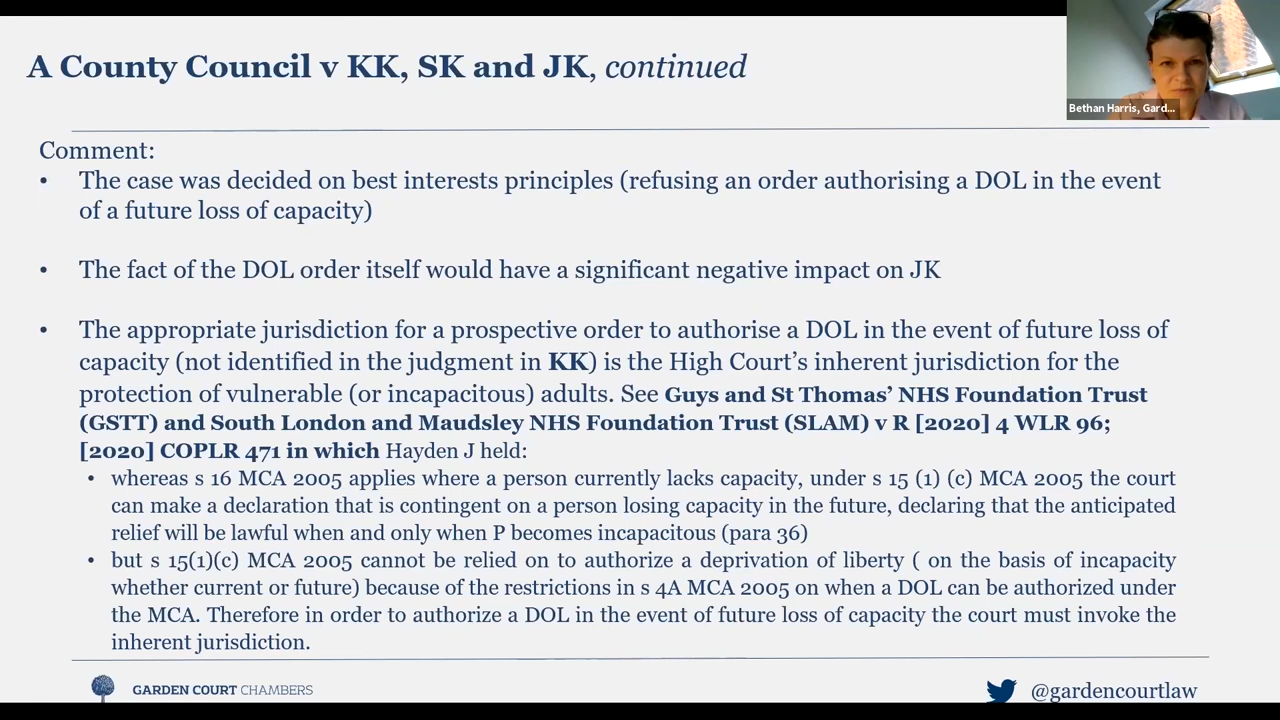 A County Council v KK, SK and JK, continued
Bethan Harris, Gard...
Comment:
• The case was decided on best interests principles (refusing an order authorising a DOL in the event
of a future loss of capacity)
• The fact of the DOL order itself would have a significant negative impact on JK
• The appropriate jurisdiction for a prospective order to authorise a DOL in the event of future loss of
capacity (not identified in the judgment in KK) is the High Court's inherent jurisdiction for the
protection of vulnerable (or incapacitous) adults. See Guys and St Thomas' NHS Foundation Trust
(GSTT) and South London and Maudsley NHS Foundation Trust (SLAM) v R [2020] 4 WLR 96;
[2020] COPLR 471 in which Hayden J held:
• whereas s 16 MCA 2005 applies where a person currently lacks capacity, under s 15 (1) (c) MCA 2005 the court
can make a declaration that is contingent on a person losing capacity in the future, declaring that the anticipated
relief will be lawful when and only when P becomes incapacitous (para 36)
• but s 15(1)(c) MCA 2005 cannot be relied on to authorize a deprivation of liberty ( on the basis of incapacity
whether current or future) because of the restrictions in s 4A MCA 2005 on when a DOL can be authorized under
the MCA. Therefore in order to authorize a DOL in the event of future loss of capacity the court must invoke the
inherent jurisdiction.
GARDEN COURT CHAMBERS
@gardencourtlaw